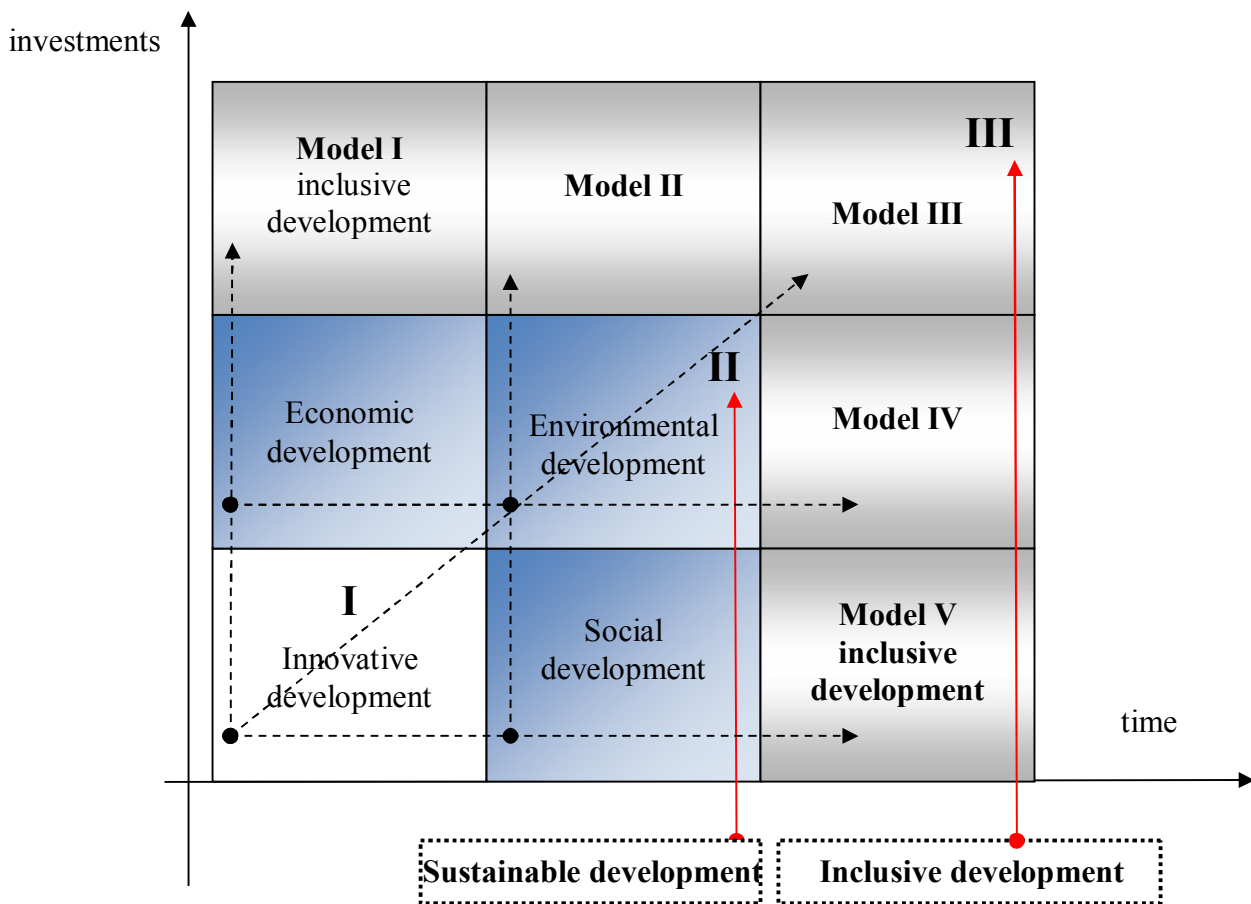 investments
Model I
inclusive
development
Model II
III
Model III
Economic
development
II
Environmental
development
Model IV
I
Innovative
development
Social
development
Model V
inclusive
development
time
Sustainable development
Inclusive development